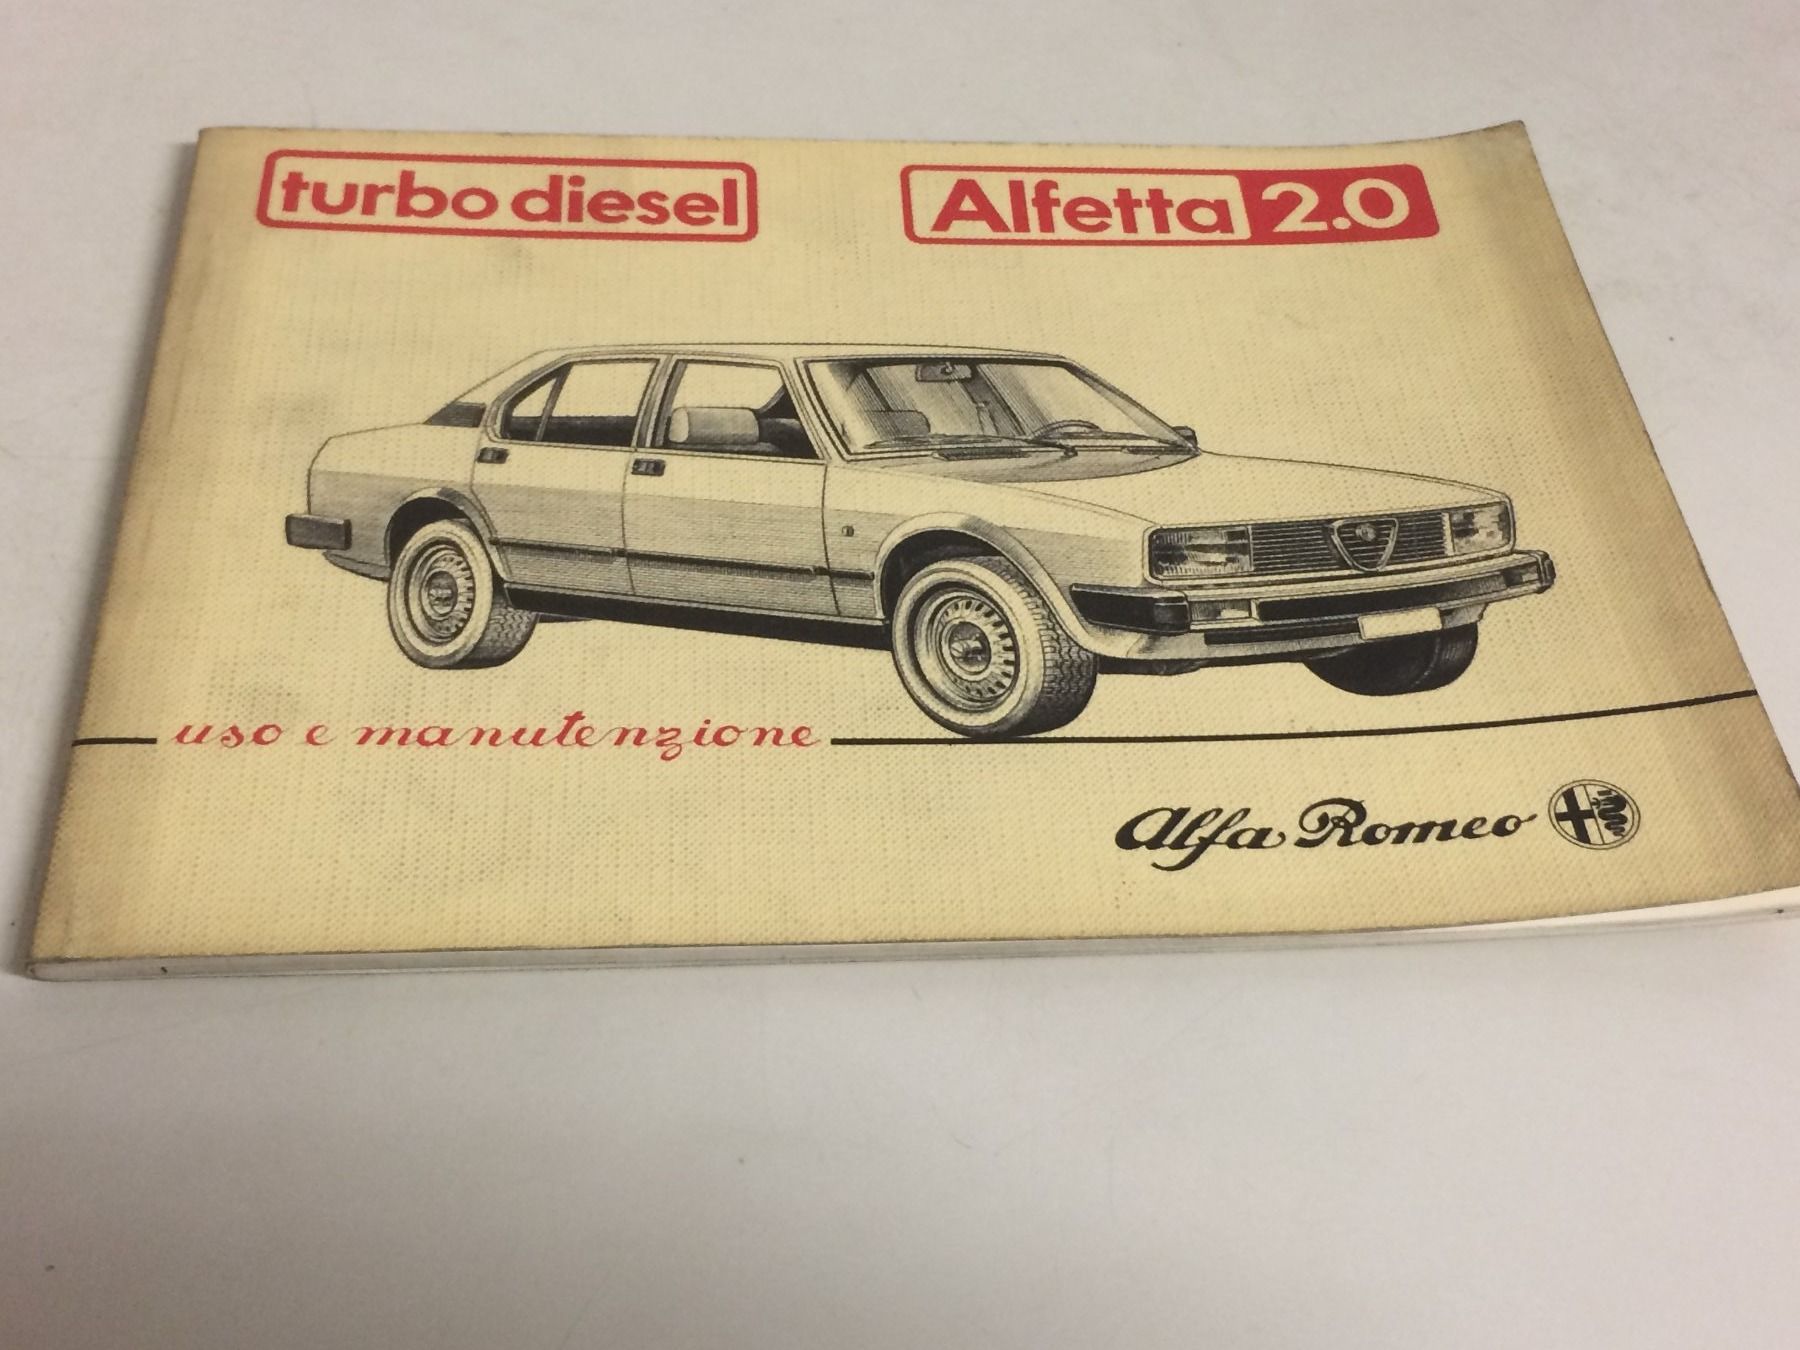 turbo diesel
Alfetta 2.0
uso e manutenzione
Alfa Romeo